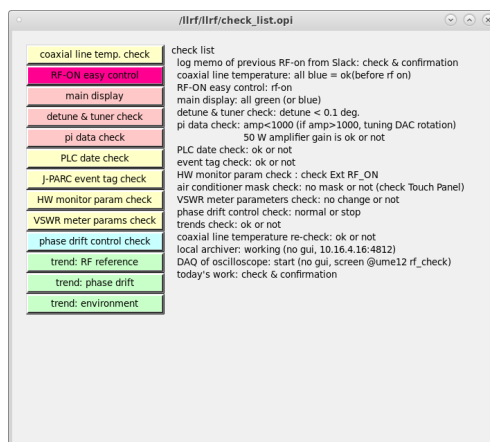 /llrf/llrf/check_list.opi
coaxial line temp. check
RF-ON easy control
main display
detune & tuner check
pi data check
PLC date check
J-PARC event tag check
HW monitor param check
VSWR meter params check
phase drift control check
trend: RF reference
trend: phase drift
trend: environment
check list
log memo of previous RF-on from Slack: check & confirmation
coaxial line temperature: all blue = ok(before rf on)
RF-ON easy control: rf-on
main display: all green (or blue)
detune & tuner check: detune < 0.1 deg.
pi data check: amp<1000 (if amp>1000, tuning DAC rotation)
50 W amplifier gain is ok or not
PLC date check: ok or not
event tag check: ok or not
HW monitor param check : check Ext RF_ON
air conditioner mask check: no mask or not (check Touch Panel)
VSWR meter parameters check: no change or not
phase drift control check: normal or stop
trends check: ok or not
coaxial line temperature re-check: ok or not
local archiver: working (no gui, 10.16.4.16:4812)
DAQ of oscilloscope: start (no gui, screen @ume12 rf_check)
today's work: check & confirmation